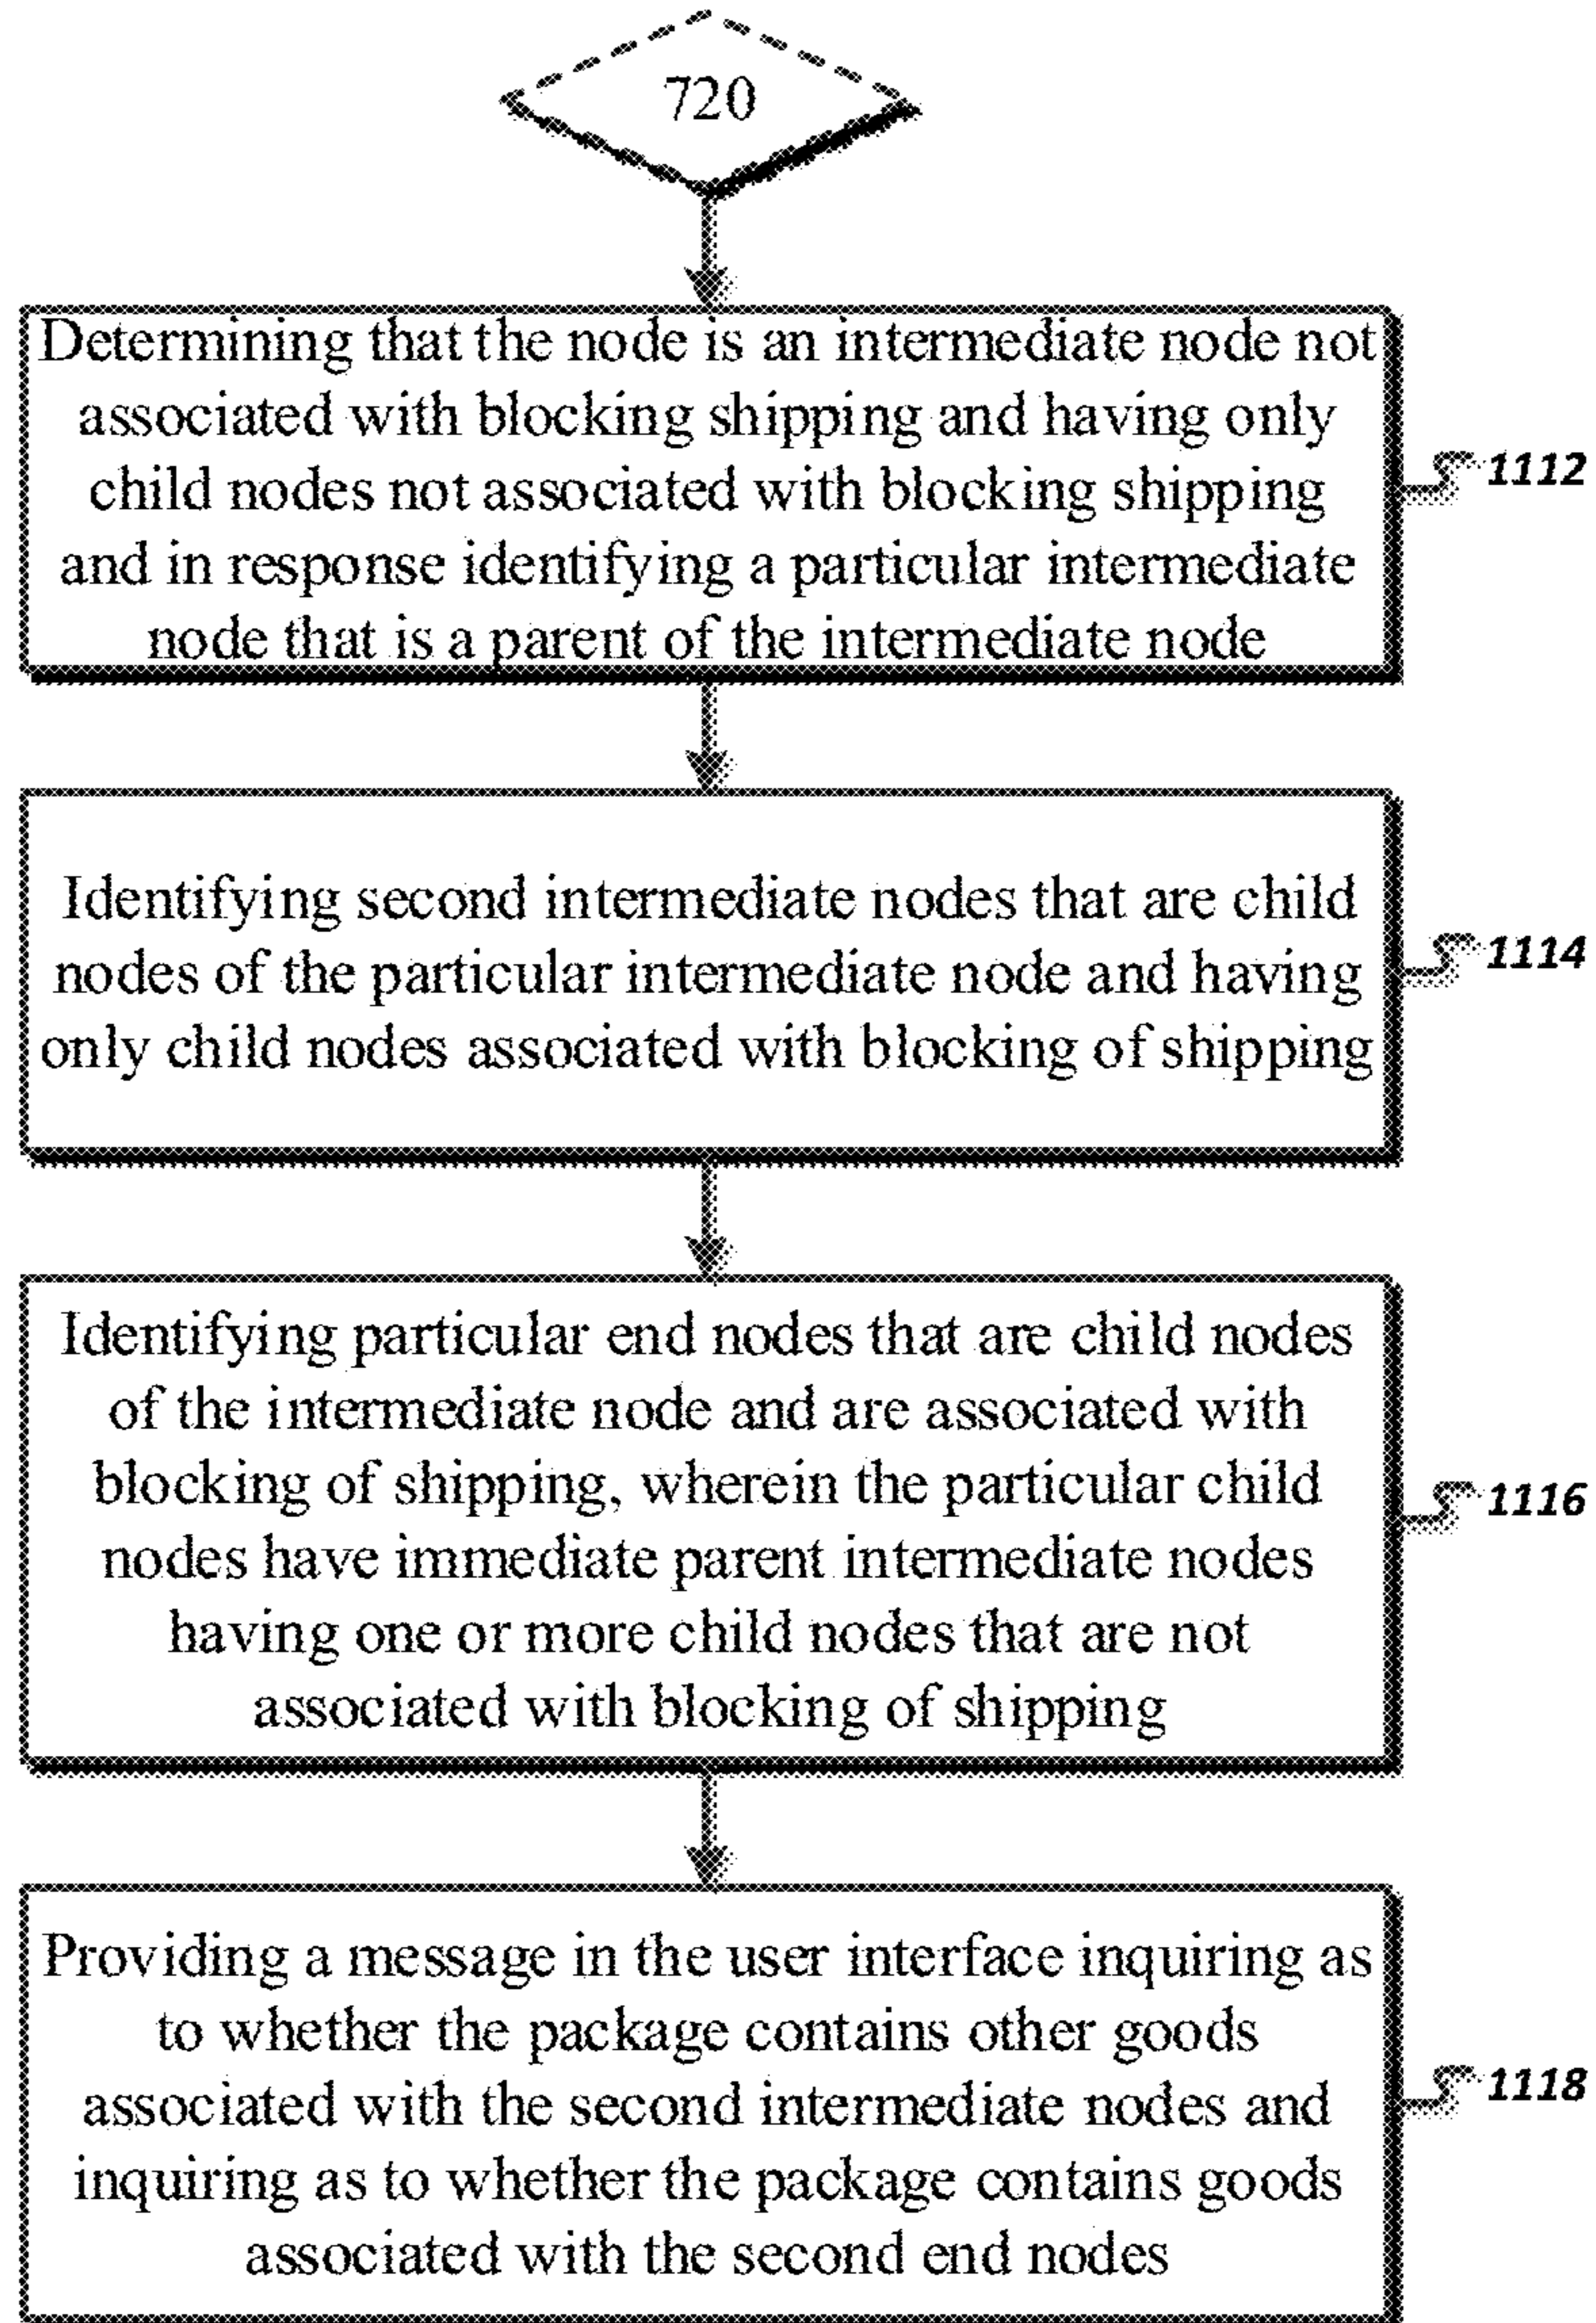 720
Determining that the node is an intermediate node not
associated with blocking shipping and having only
child nodes not associated with blocking shipping
and in response identifying a particular intermediate
node that is a parent of the intermediate node
1112
Identifying second intermediate nodes that are child
nodes of the particular intermediate node and having
only child nodes associated with blocking of shipping
1114
Identifying particular end nodes that are child nodes
of the intermediate node and are associated with
blocking of shipping, wherein the particular child
nodes have immediate parent intermediate nodes
having one or more child nodes that are not
associated with blocking of shipping
1116
Providing a message in the user interface inquiring as
to whether the package contains other goods
associated with the second intermediate nodes and
inquiring as to whether the package contains goods
associated with the second end nodes
1118